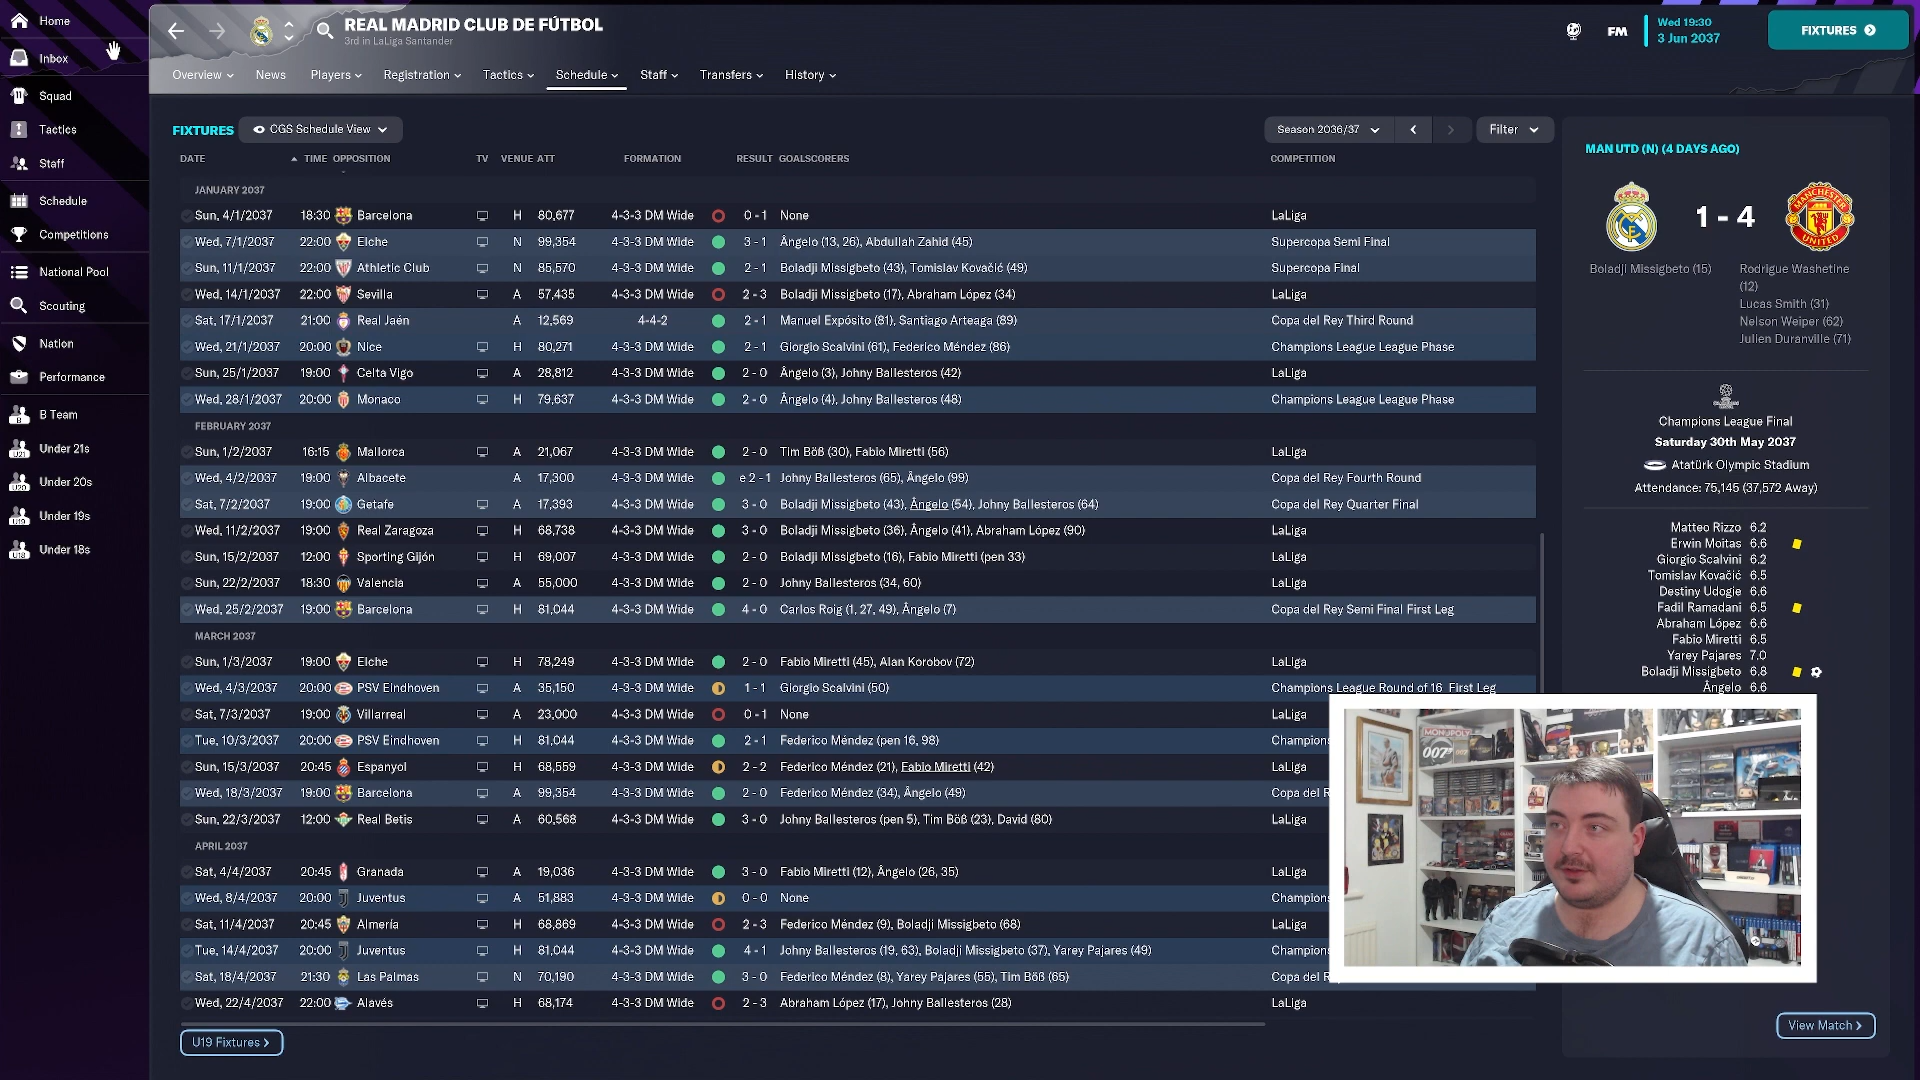 Home
Inbox
Squad
Tactics
Staff
Schedule
Competitions
National Pool
Scouting
Nation
Performance
B Team
Under 21s
Under 20s
Under 19s
Under 18s
REAL MADRID CLUB DE FÚTBOL
3rd in LaLiga Santander
FM
Wed 19:30
3 Jun 2037
FIXTURES
Overview News Players Registration Tactics Schedule Staff Transfers History
FIXTURES CGS Schedule View Season 2036/37 Filter
DATE TIME OPPOSITION TV VENUE ATT FORMATION RESULT GOALSCORERS COMPETITION
JANUARY 2037
Sun, 4/1/2037 18:30 Barcelona H 80,677 4-3-3 DM Wide 0 - 1 None LaLiga
Wed, 7/1/2037 22:00 Elche N 99,354 4-3-3 DM Wide 3 - 1 Ângelo (13, 26), Abdullah Zahid (45) Supercopa Semi Final
Sun, 11/1/2037 22:00 Athletic Club N 85,570 4-3-3 DM Wide 2 - 1 Boladji Missigbeto (43), Tomislav Kovačić (49) Supercopa Final
Wed, 14/1/2037 22:00 Sevilla A 57,435 4-3-3 DM Wide 2 - 3 Boladji Missigbeto (17), Abraham López (34) LaLiga
Sat, 17/1/2037 21:00 Real Jaén A 12,569 4-4-2 2 - 1 Manuel Expósito (81), Santiago Arteaga (89) Copa del Rey Third Round
Wed, 21/1/2037 20:00 Nice H 80,271 4-3-3 DM Wide 2 - 1 Giorgio Scalvini (61), Federico Méndez (86) Champions League League Phase
Sun, 25/1/2037 19:00 Celta Vigo A 28,812 4-3-3 DM Wide 2 - 0 Ângelo (3), Johny Ballesteros (42) LaLiga
Wed, 28/1/2037 20:00 Monaco H 79,637 4-3-3 DM Wide 2 - 0 Ângelo (4), Johny Ballesteros (48) Champions League League Phase
FEBRUARY 2037
Sun, 1/2/2037 16:15 Mallorca A 21,067 4-3-3 DM Wide 2 - 0 Tim Böß (30), Fabio Miretti (56) LaLiga
Wed, 4/2/2037 19:00 Albacete A 17,300 4-3-3 DM Wide e 2 - 1 Johny Ballesteros (65), Ângelo (99) Copa del Rey Fourth Round
Sat, 7/2/2037 19:00 Getafe A 17,393 4-3-3 DM Wide 3 - 0 Boladji Missigbeto (43), Ângelo (54), Johny Ballesteros (64) Copa del Rey Quarter Final
Wed, 11/2/2037 19:00 Real Zaragoza H 68,738 4-3-3 DM Wide 3 - 0 Boladji Missigbeto (36), Ângelo (41), Abraham López (90) LaLiga
Sun, 15/2/2037 12:00 Sporting Gijón H 69,007 4-3-3 DM Wide 2 - 0 Boladji Missigbeto (16), Fabio Miretti (pen 33) LaLiga
Sun, 22/2/2037 18:30 Valencia A 55,000 4-3-3 DM Wide 2 - 0 Johny Ballesteros (34, 60) LaLiga
Wed, 25/2/2037 19:00 Barcelona H 81,044 4-3-3 DM Wide 4 - 0 Carlos Roig (1, 27, 49), Ângelo (7) Copa del Rey Semi Final First Leg
MARCH 2037
Sun, 1/3/2037 19:00 Elche H 78,249 4-3-3 DM Wide 2 - 0 Fabio Miretti (45), Alan Korobov (72) LaLiga
Wed, 4/3/2037 20:00 PSV Eindhoven A 35,150 4-3-3 DM Wide 1 - 1 Giorgio Scalvini (50) Champions League Round of 16 First Leg
Sat, 7/3/2037 19:00 Villarreal A 23,000 4-3-3 DM Wide 0 - 1 None LaLiga
Tue, 10/3/2037 20:00 PSV Eindhoven H 81,044 4-3-3 DM Wide 2 - 1 Federico Méndez (pen 16, 98) Champions
Sun, 15/3/2037 20:45 Espanyol H 68,559 4-3-3 DM Wide 2 - 2 Federico Méndez (21), Fabio Miretti (42) LaLiga
Wed, 18/3/2037 19:00 Barcelona A 99,354 4-3-3 DM Wide 2 - 0 Federico Méndez (34), Ângelo (49) Copa del R
Sun, 22/3/2037 12:00 Real Betis A 60,568 4-3-3 DM Wide 3 - 0 Johny Ballesteros (pen 5), Tim Böß (23), David (80) LaLiga
APRIL 2037
Sat, 4/4/2037 20:45 Granada A 19,036 4-3-3 DM Wide 3 - 0 Fabio Miretti (12), Ângelo (26, 35) LaLiga
Wed, 8/4/2037 20:00 Juventus A 51,883 4-3-3 DM Wide 0 - 0 None Champions
Sat, 11/4/2037 20:45 Almería H 68,869 4-3-3 DM Wide 2 - 3 Federico Méndez (9), Boladji Missigbeto (68) LaLiga
Tue, 14/4/2037 20:00 Juventus H 81,044 4-3-3 DM Wide 4 - 1 Johny Ballesteros (19, 63), Boladji Missigbeto (37), Yarey Pajares (49) Champions
Sat, 18/4/2037 21:30 Las Palmas N 70,190 4-3-3 DM Wide 3 - 0 Federico Méndez (8), Yarey Pajares (55), Tim Böß (65) Copa del R
Wed, 22/4/2037 22:00 Alavés H 68,174 4-3-3 DM Wide 2 - 3 Abraham López (17), Johny Ballesteros (28) LaLiga
U19 Fixtures
MAN UTD (N) (4 DAYS AGO)
1 - 4
Boladji Missigbeto (15)
Rodrigue Washetine
(12)
Lucas Smith (31)
Nelson Weiper (62)
Julien Duranville (71)
Champions League Final
Saturday 30th May 2037
Atatürk Olympic Stadium
Attendance: 75,145 (37,572 Away)
Matteo Rizzo 6.2
Erwin Moitas 6.6
Giorgio Scalvini 6.2
Tomislav Kovačić 6.5
Destiny Udogie 6.6
Fadil Ramadani 6.5
Abraham López 6.6
Fabio Miretti 6.5
Yarey Pajares 7.0
Boladji Missigbeto 6.8
Ângelo 6.6
MONOPOLY
007
View Match